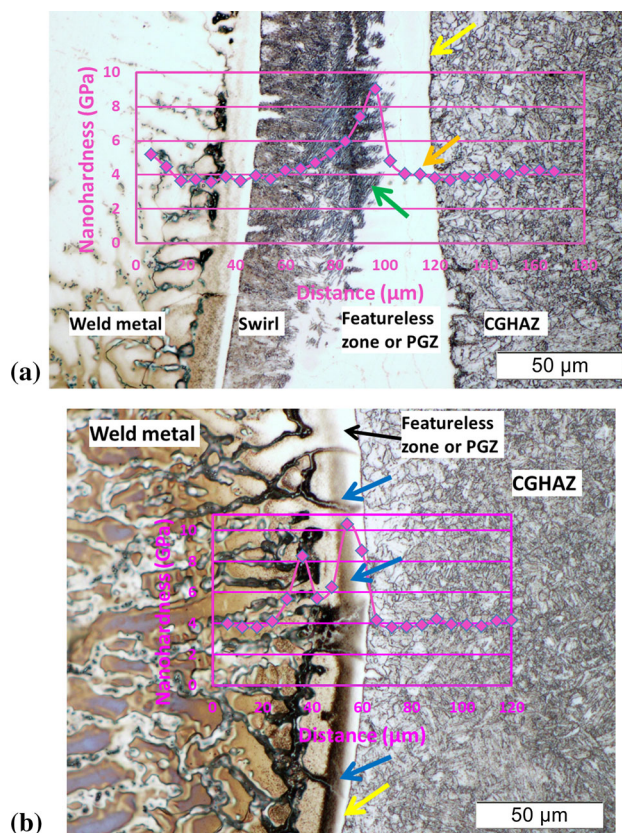 10
8
6
4
2
0
Nanohardness (GPa)
0 20 40 60 80 100 120 140 160 180
Distance (µm)
Weld metal
Swirl
Featureless
zone or PGZ
CGHAZ
50 µm
(a)
Weld metal
Featureless
zone or PGZ
CGHAZ
10
8
6
4
2
0
Nanohardness (GPa)
0 20 40 60 80 100 120
Distance (µm)
50 µm
(b)